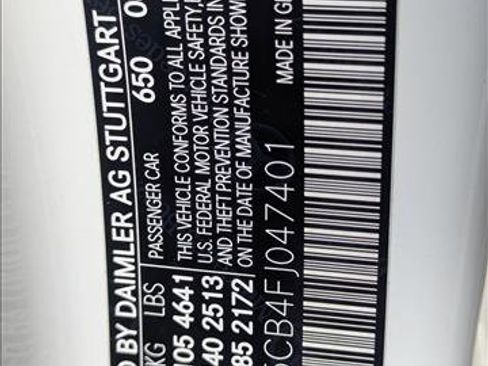 D BY DAIMLER AG STUTTGART
650 0
KG LBS PASSENGER CAR
105 4641 THIS VEHICLE CONFORMS TO ALL APPL
40 2513 U.S. FEDERAL MOTOR VEHICLE SAFETY,
85 2172 AND THEFT PREVENTION STANDARDS IN
ON THE DATE OF MANUFACTURE SHOW
CB4FJ047401 MADE IN GE